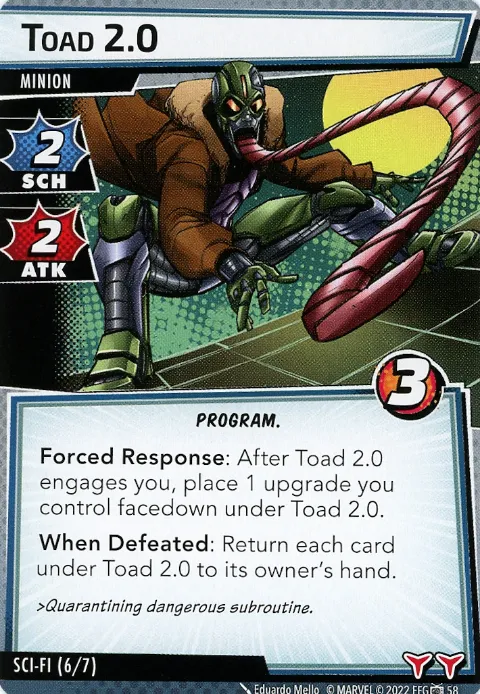 TOAD 2.0
MINION
2
SCH
2
ATK
3
PROGRAM.
Forced Response: After Toad 2.0
engages you, place 1 upgrade you
control facedown under Toad 2.0.
When Defeated: Return each card
under Toad 2.0 to its owner's hand.
>Quarantining dangerous subroutine.
SCI-FI (6/7)
Eduardo Mello © MARVEL © 2022 FFG 58